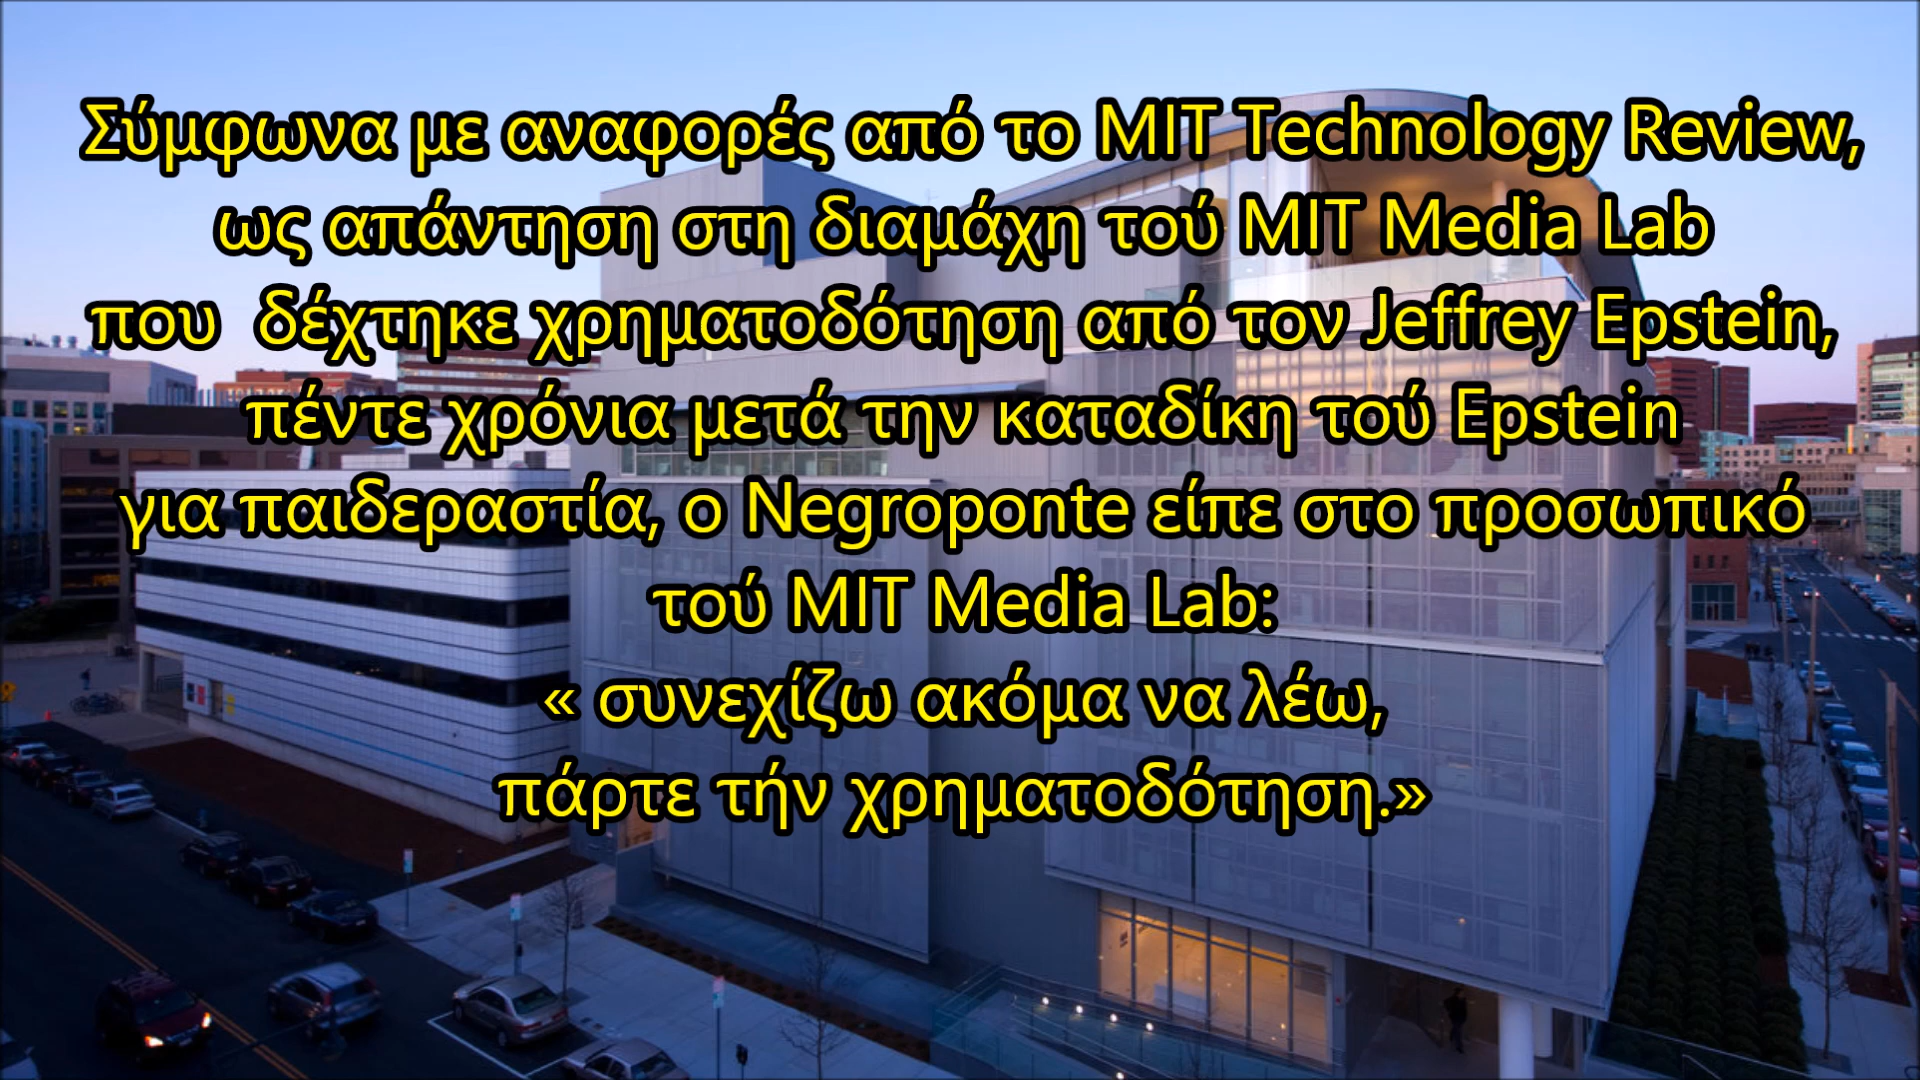 Σύμφωνα με αναφορές από το MIT Technology Review,
ως απάντηση στη διαμάχη τού MIT Media Lab
που  δέχτηκε χρηματοδότηση από τον Jeffrey Epstein,
πέντε χρόνια μετά την καταδίκη τού Epstein
για παιδεραστία, ο Negroponte είπε στο προσωπικό
τού MIT Media Lab:
« συνεχίζω ακόμα να λέω,
πάρτε τήν χρηματοδότηση.»